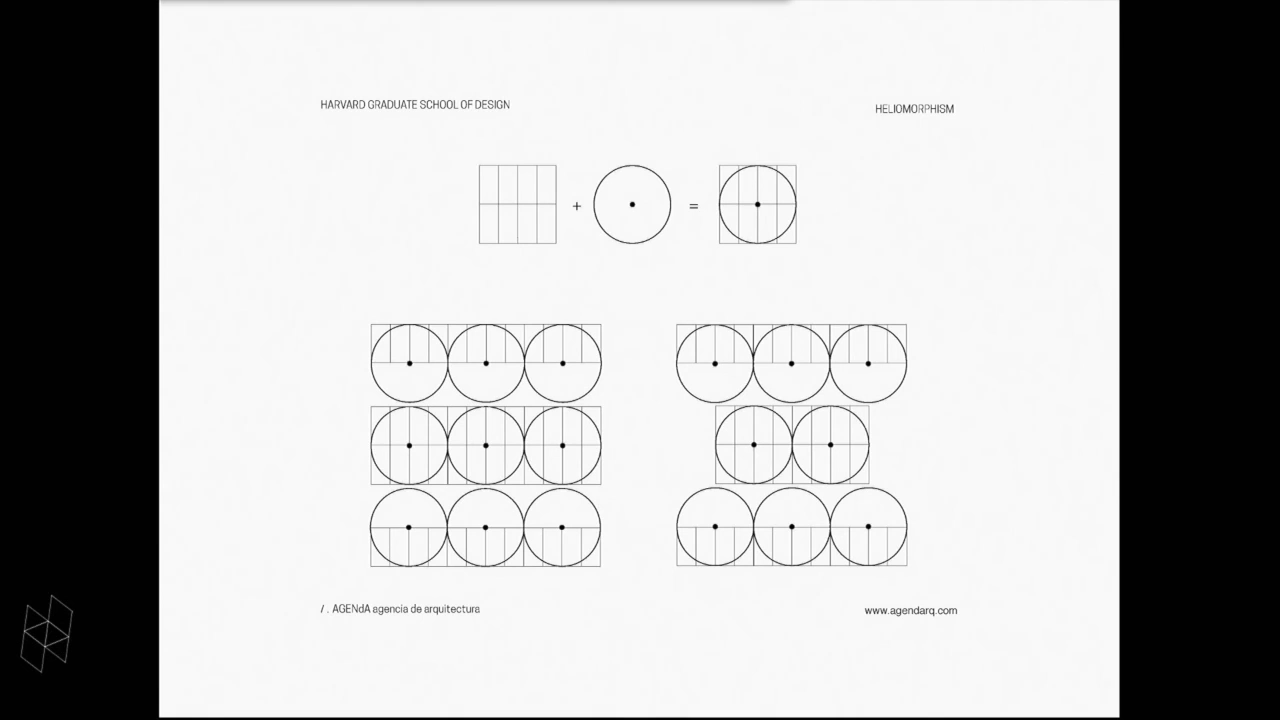 HARVARD GRADUATE SCHOOL OF DESIGN
HELIOMORPHISM
+ =
/ . AGENdA agencia de arquitectura
www.agendarq.com